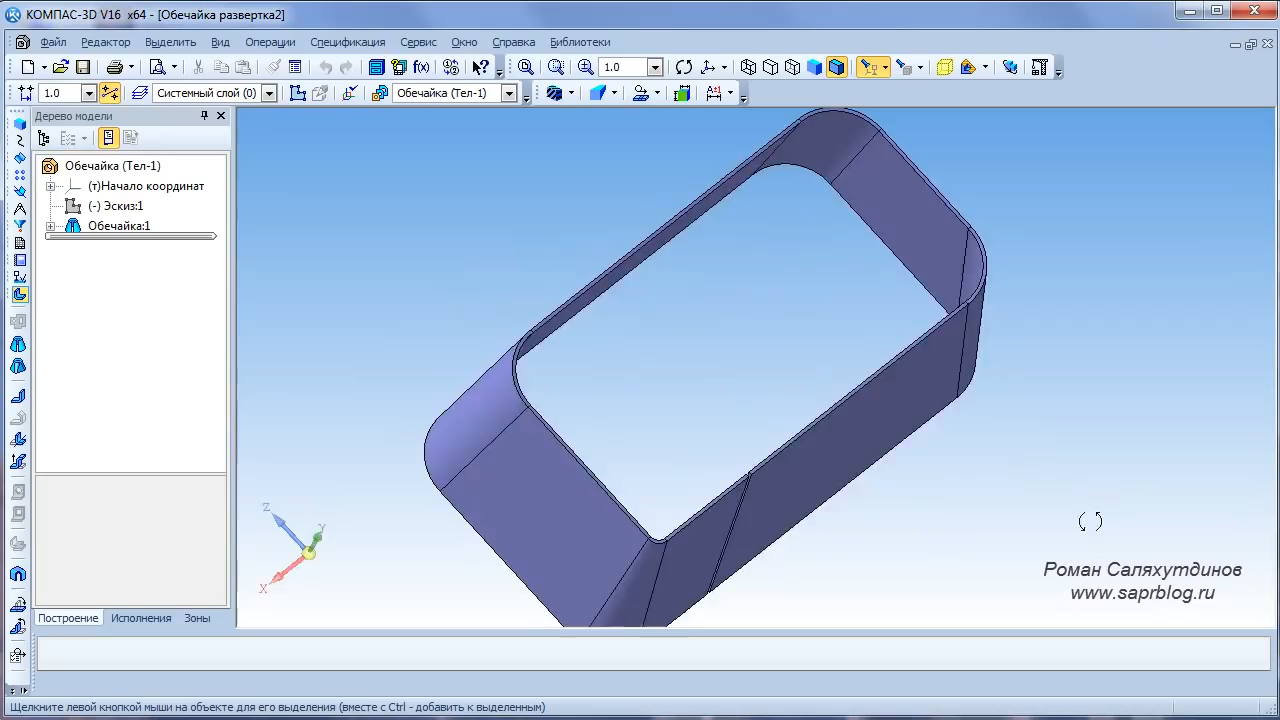 КОМПАС-3D V16 x64 - [Обечайка развертка2]
Файл Редактор Выделить Вид Операции Спецификация Сервис Окно Справка Библиотеки
1.0
1.0 Системный слой (0) Обечайка (Тел-1)
Дерево модели
Обечайка (Тел-1)
(т)Начало координат
(-) Эскиз:1
Обечайка:1
Z
Y
X
Роман Саляхутдинов
www.saprblog.ru
Построение Исполнения Зоны
Щелкните левой кнопкой мыши на объекте для его выделения (вместе с Ctrl - добавить к выделенным)